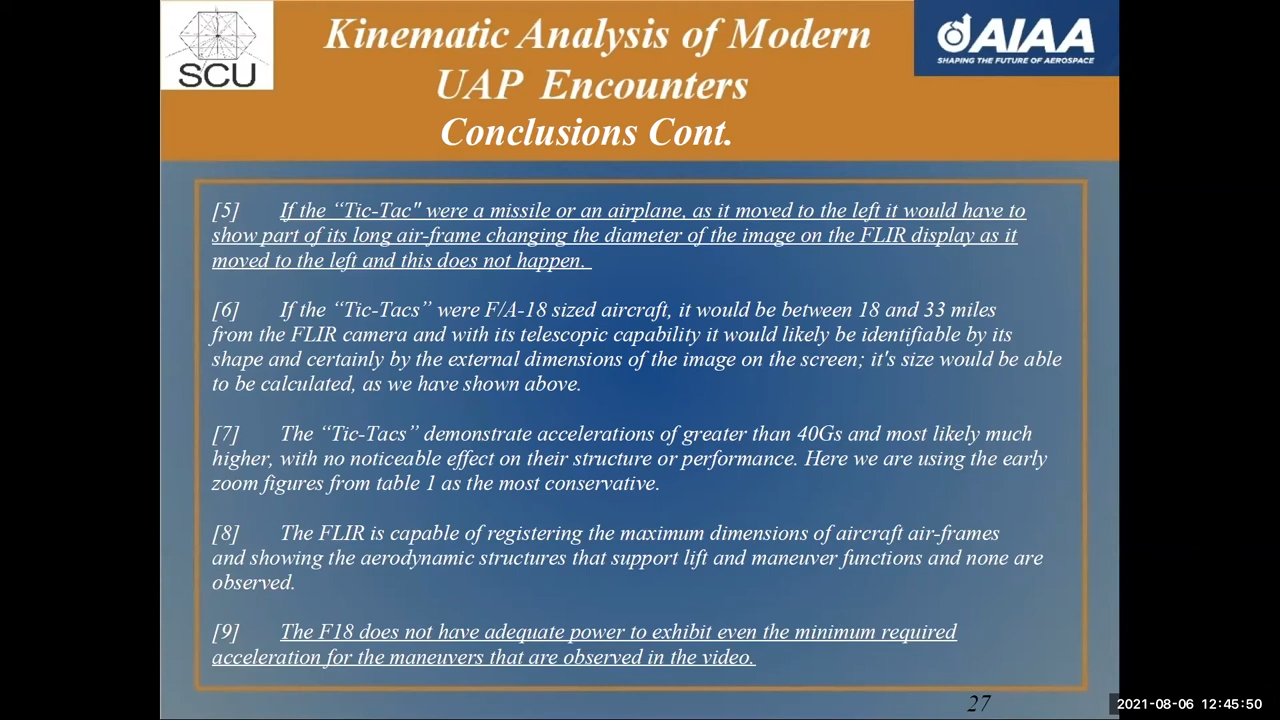 SCU
Kinematic Analysis of Modern
UAP Encounters
Conclusions Cont.
AIAA
SHAPING THE FUTURE OF AEROSPACE
[5] If the “Tic-Tac" were a missile or an airplane, as it moved to the left it would have to
show part of its long air-frame changing the diameter of the image on the FLIR display as it
moved to the left and this does not happen.
[6] If the “Tic-Tacs” were F/A-18 sized aircraft, it would be between 18 and 33 miles
from the FLIR camera and with its telescopic capability it would likely be identifiable by its
shape and certainly by the external dimensions of the image on the screen; it's size would be able
to be calculated, as we have shown above.
[7] The “Tic-Tacs” demonstrate accelerations of greater than 40Gs and most likely much
higher, with no noticeable effect on their structure or performance. Here we are using the early
zoom figures from table 1 as the most conservative.
[8] The FLIR is capable of registering the maximum dimensions of aircraft air-frames
and showing the aerodynamic structures that support lift and maneuver functions and none are
observed.
[9] The F18 does not have adequate power to exhibit even the minimum required
acceleration for the maneuvers that are observed in the video.
27
2021-08-06 12:45:50